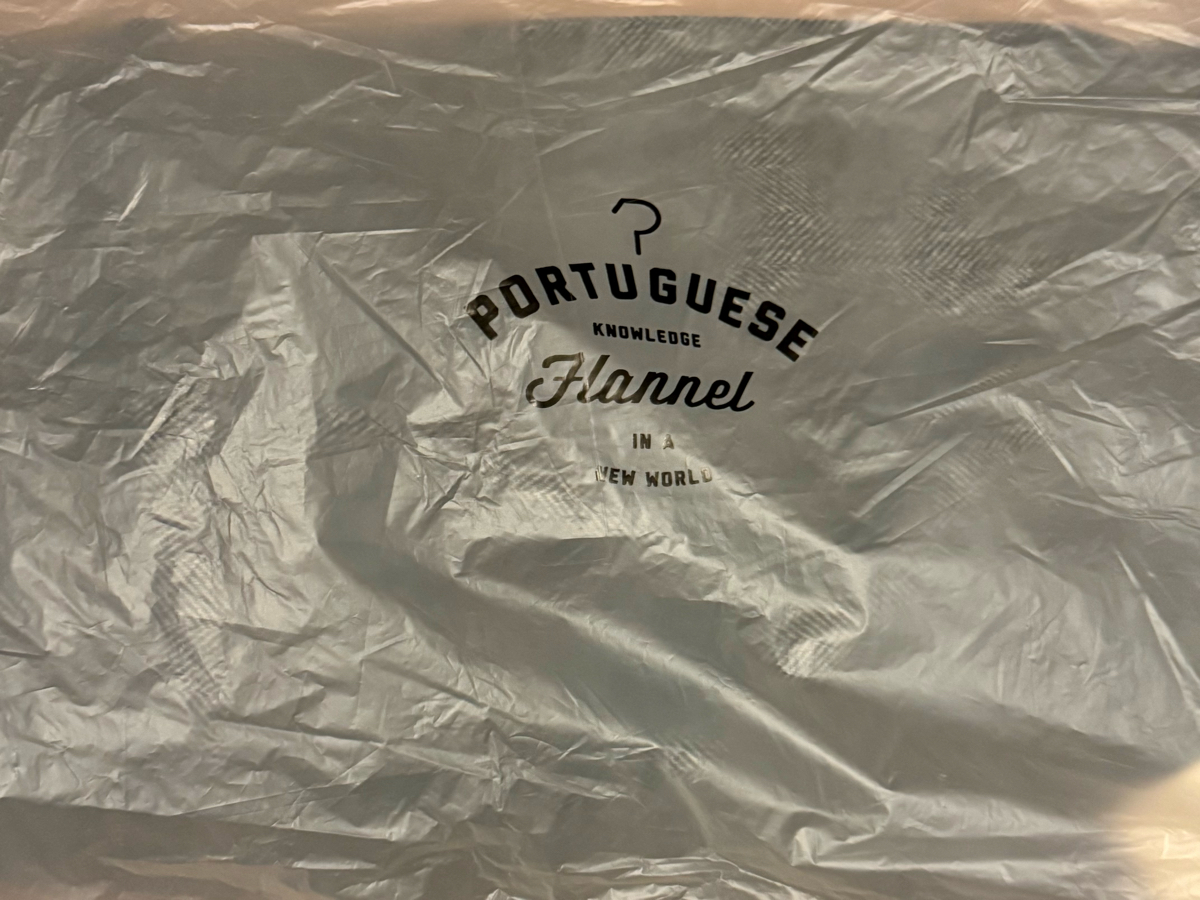 PORTUGUESE
KNOWLEDGE
Flannel
IN A
NEW WORLD